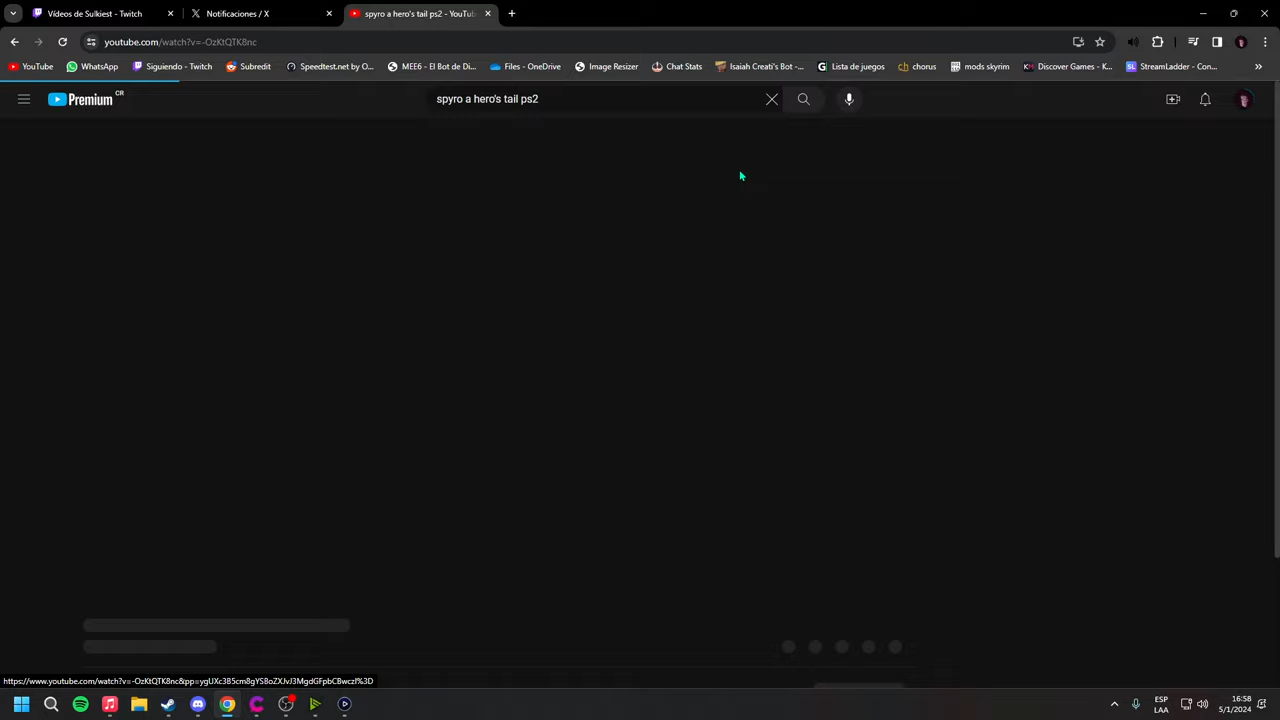 Vídeos de Sulkiest - Twitch
Notificaciones / X
spyro a hero's tail ps2 - YouTub
youtube.com/watch?v=-OzKtQTK8nc
YouTube
WhatsApp
Siguiendo - Twitch
Subredit
Speedtest.net by O...
MEE6 - El Bot de Di...
Files - OneDrive
Image Resizer
Chat Stats
Isaiah Creati's Bot -...
Lista de juegos
chorus
mods skyrim
Discover Games - K...
StreamLadder - Con...
Premium CR
spyro a hero's tail ps2
https://www.youtube.com/watch?v=-OzKtQTK8nc&pp=ygUXc3B5cm8gYSBoZXJvJ3MgdGFpbCBwczI%3D
ESP
LAA
16:58
5/1/2024